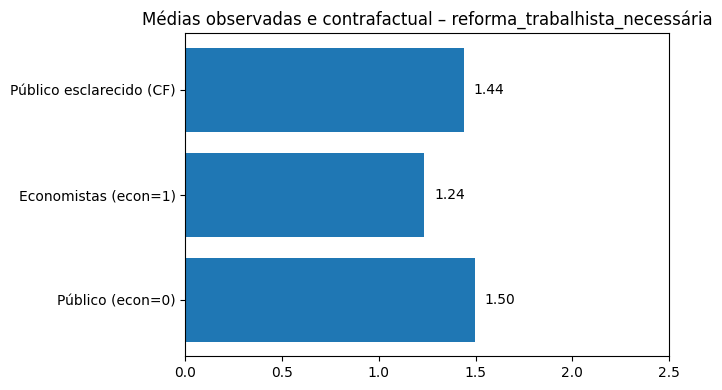 Médias observadas e contrafactual – reforma_trabalhista_necessária
Público esclarecido (CF)
1.44
Economistas (econ=1)
1.24
Público (econ=0)
1.50
0.0 0.5 1.0 1.5 2.0 2.5